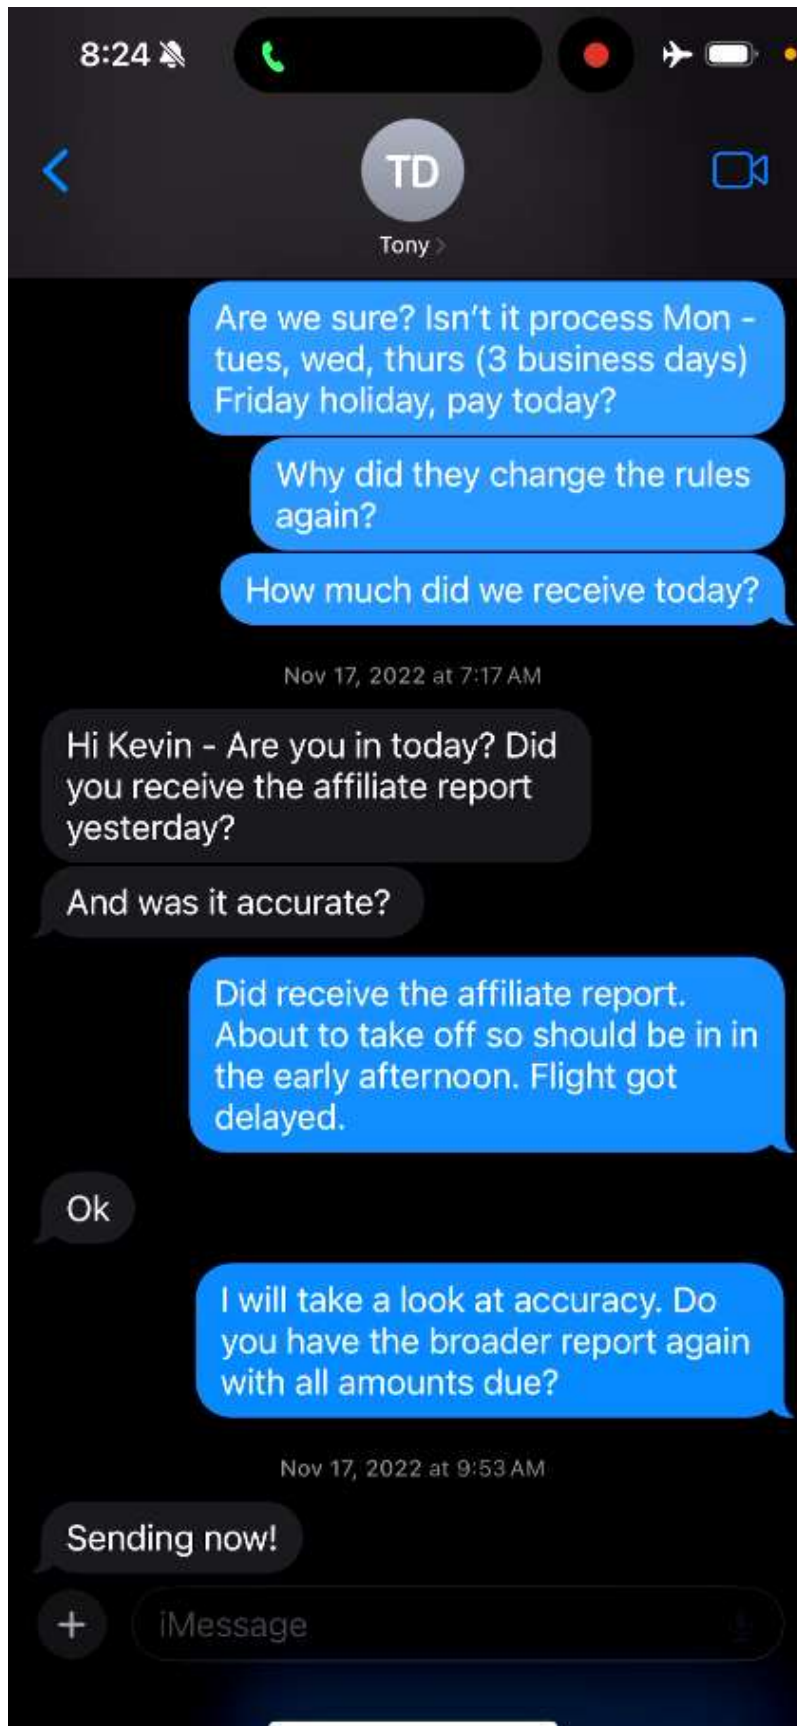 8:24
TD
Tony
Are we sure? Isn't it process Mon -
tues, wed, thurs (3 business days)
Friday holiday, pay today?
Why did they change the rules
again?
How much did we receive today?
Nov 17, 2022 at 7:17 AM
Hi Kevin - Are you in today? Did
you receive the affiliate report
yesterday?
And was it accurate?
Did receive the affiliate report.
About to take off so should be in in
the early afternoon. Flight got
delayed.
Ok
I will take a look at accuracy. Do
you have the broader report again
with all amounts due?
Nov 17, 2022 at 9:53 AM
Sending now!
iMessage